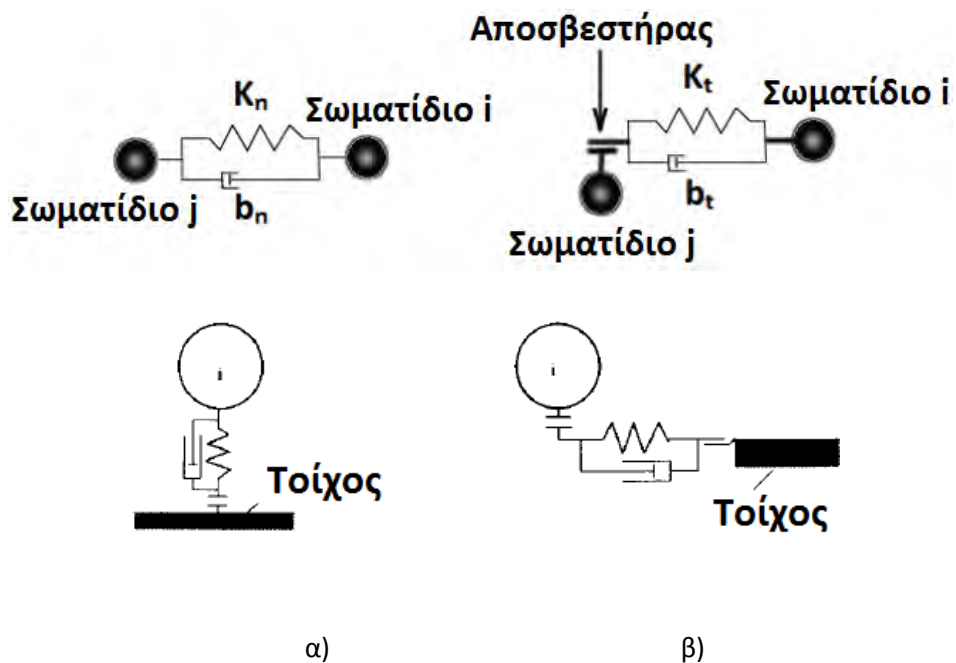 Αποσβεστήρας
Kₙ
Σωματίδιο i
Σωματίδιο j
bₙ
Kₜ
Σωματίδιο i
bₜ
Σωματίδιο j
i
Τοίχος
i
Τοίχος
α)
β)